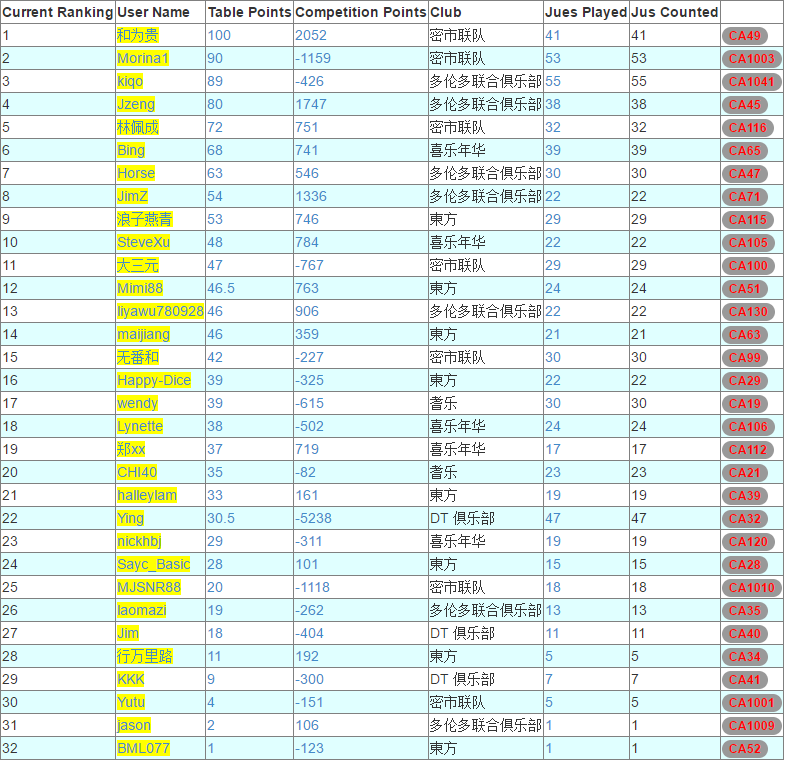 Current Ranking User Name Table Points Competition Points Club Jues Played Jus Counted
1 和为贵 100 2052 密市联队 41 41 CA49
2 Morina1 90 -1159 密市联队 53 53 CA1003
3 kiqo 89 -426 多伦多联合俱乐部 55 55 CA1041
4 Jzeng 80 1747 多伦多联合俱乐部 38 38 CA45
5 林佩成 72 751 密市联队 32 32 CA116
6 Bing 68 741 喜乐年华 39 39 CA65
7 Horse 63 546 多伦多联合俱乐部 30 30 CA47
8 JimZ 54 1336 多伦多联合俱乐部 22 22 CA71
9 浪子燕青 53 746 東方 29 29 CA115
10 SteveXu 48 784 喜乐年华 22 22 CA105
11 大三元 47 -767 密市联队 29 29 CA100
12 Mimi88 46.5 763 東方 24 24 CA51
13 liyawu780928 46 906 多伦多联合俱乐部 22 22 CA130
14 maijiang 46 359 東方 21 21 CA63
15 无番和 42 -227 密市联队 30 30 CA99
16 Happy-Dice 39 -325 東方 22 22 CA29
17 wendy 39 -615 耆乐 30 30 CA19
18 Lynette 38 -502 喜乐年华 24 24 CA106
19 郑xx 37 719 喜乐年华 17 17 CA112
20 CHI40 35 -82 耆乐 23 23 CA21
21 halleylam 33 161 東方 19 19 CA39
22 Ying 30.5 -5238 DT 俱乐部 47 47 CA32
23 nickhbj 29 -311 喜乐年华 19 19 CA120
24 Sayc_Basic 28 101 東方 15 15 CA28
25 MJSNR88 20 -1118 密市联队 18 18 CA1010
26 laomazi 19 -262 多伦多联合俱乐部 13 13 CA35
27 Jim 18 -404 DT 俱乐部 11 11 CA40
28 行万里路 11 192 東方 5 5 CA34
29 KKK 9 -300 DT 俱乐部 7 7 CA41
30 Yutu 4 -151 密市联队 5 5 CA1001
31 jason 2 106 多伦多联合俱乐部 1 1 CA1009
32 BML077 1 -123 東方 1 1 CA52